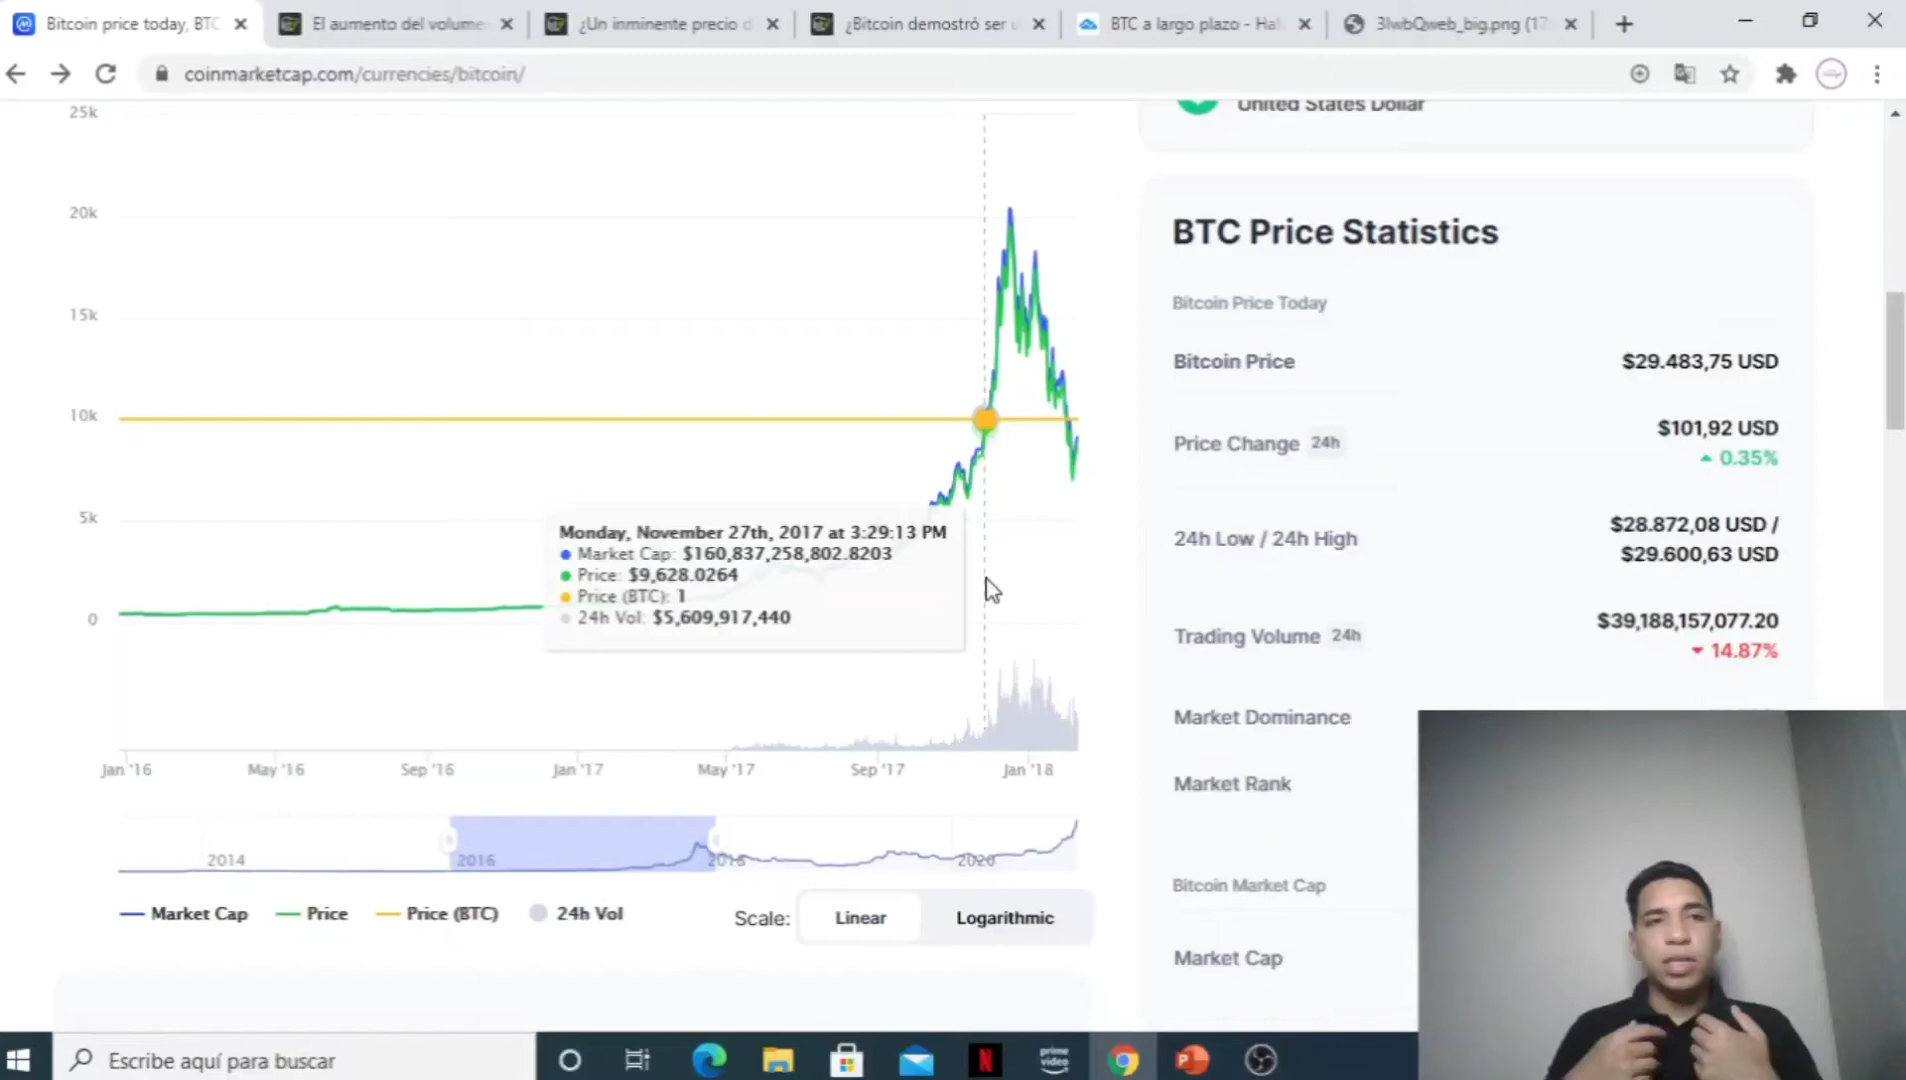 Bitcoin price today, BTC
El aumento del volume
¿Un inminente precio d
¿Bitcoin demostró ser u
BTC a largo plazo - Ha
3lwbQweb_big.png (17
coinmarketcap.com/currencies/bitcoin/
25k
20k
15k
10k
5k
0
Monday, November 27th, 2017 at 3:29:13 PM
Market Cap: $160,837,258,802.8203
Price: $9,628.0264
Price (BTC): 1
24h Vol: $5,609,917,440
Jan '16
May '16
Sep '16
Jan '17
May '17
Sep '17
Jan '18
2014
2016
2018
2020
Market Cap
Price
Price (BTC)
24h Vol
Scale:
Linear
Logarithmic
United States Dollar
BTC Price Statistics
Bitcoin Price Today
Bitcoin Price
$29.483,75 USD
Price Change 24h
$101,92 USD
0.35%
24h Low / 24h High
$28.872,08 USD /
$29.600,63 USD
Trading Volume 24h
$39,188,157,077.20
14.87%
Market Dominance
Market Rank
Bitcoin Market Cap
Market Cap
Escribe aquí para buscar
N
prime video
P